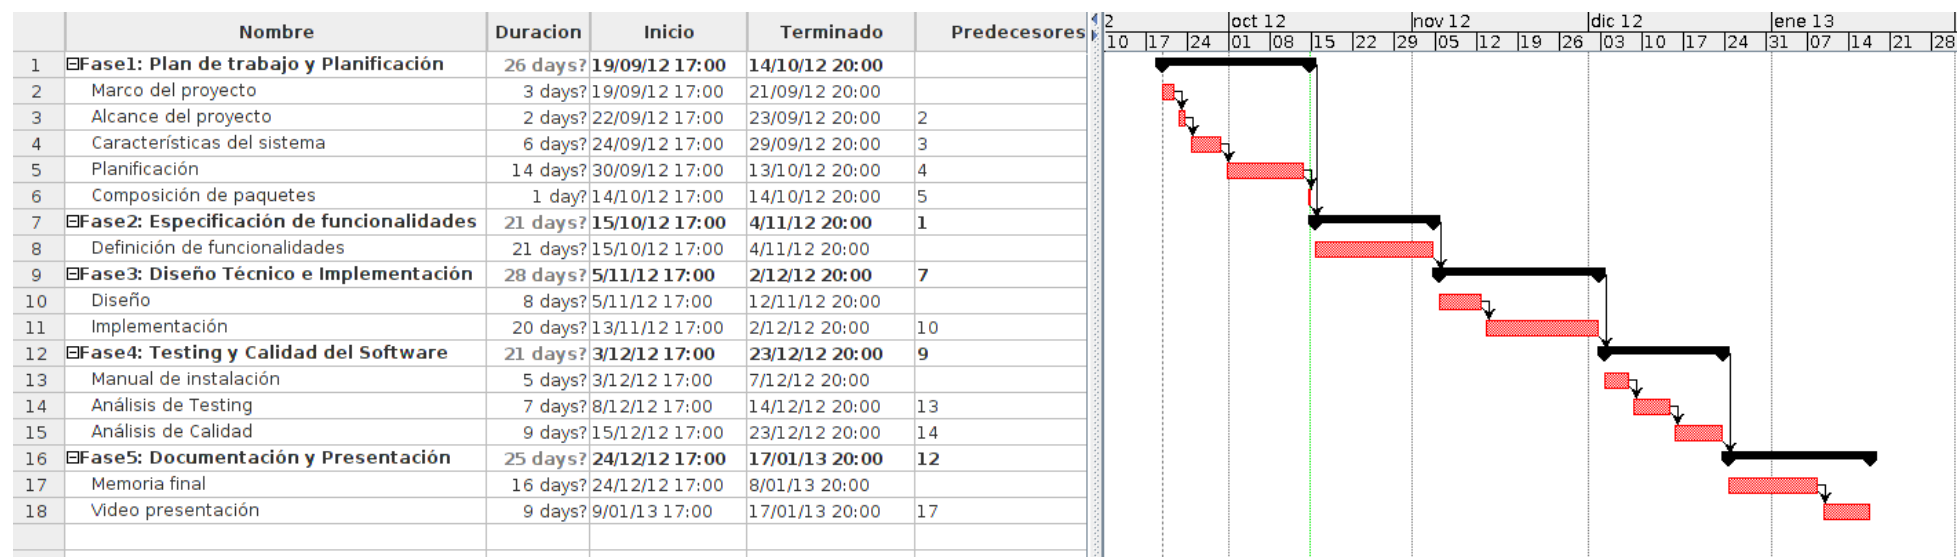 Nombre Duracion Inicio Terminado Predecesores
2 oct 12 nov 12 dic 12 ene 13
10 17 24 01 08 15 22 29 05 12 19 26 03 10 17 24 31 07 14 21 28
1 Fase1: Plan de trabajo y Planificación 26 days? 19/09/12 17:00 14/10/12 20:00
2 Marco del proyecto 3 days? 19/09/12 17:00 21/09/12 20:00
3 Alcance del proyecto 2 days? 22/09/12 17:00 23/09/12 20:00 2
4 Características del sistema 6 days? 24/09/12 17:00 29/09/12 20:00 3
5 Planificación 14 days? 30/09/12 17:00 13/10/12 20:00 4
6 Composición de paquetes 1 day? 14/10/12 17:00 14/10/12 20:00 5
7 Fase2: Especificación de funcionalidades 21 days? 15/10/12 17:00 4/11/12 20:00 1
8 Definición de funcionalidades 21 days? 15/10/12 17:00 4/11/12 20:00
9 Fase3: Diseño Técnico e Implementación 28 days? 5/11/12 17:00 2/12/12 20:00 7
10 Diseño 8 days? 5/11/12 17:00 12/11/12 20:00
11 Implementación 20 days? 13/11/12 17:00 2/12/12 20:00 10
12 Fase4: Testing y Calidad del Software 21 days? 3/12/12 17:00 23/12/12 20:00 9
13 Manual de instalación 5 days? 3/12/12 17:00 7/12/12 20:00
14 Análisis de Testing 7 days? 8/12/12 17:00 14/12/12 20:00 13
15 Análisis de Calidad 9 days? 15/12/12 17:00 23/12/12 20:00 14
16 Fase5: Documentación y Presentación 25 days? 24/12/12 17:00 17/01/13 20:00 12
17 Memoria final 16 days? 24/12/12 17:00 8/01/13 20:00
18 Video presentación 9 days? 9/01/13 17:00 17/01/13 20:00 17